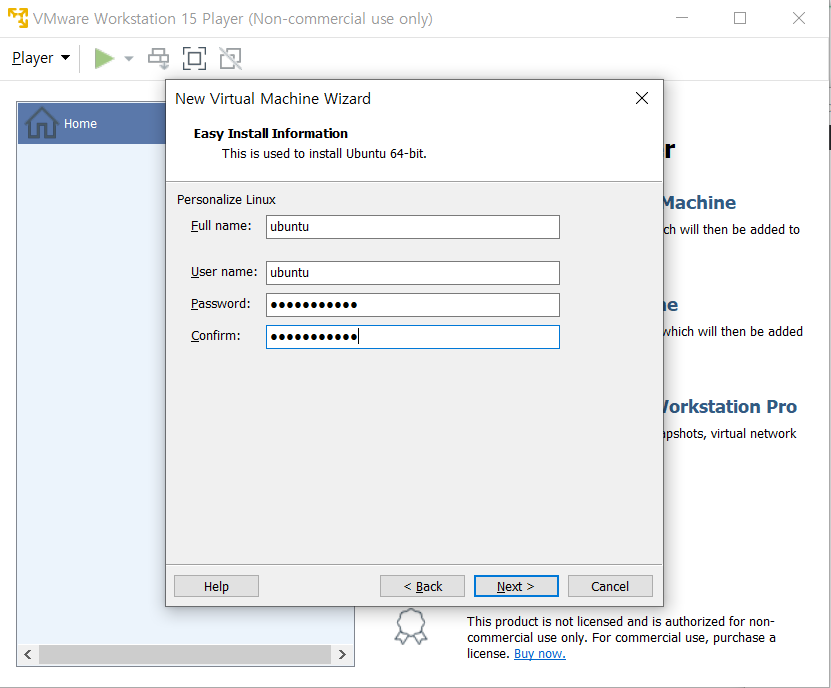 VMware Workstation 15 Player (Non-commercial use only)
Player
Home
New Virtual Machine Wizard
Easy Install Information
This is used to install Ubuntu 64-bit.
Personalize Linux
Full name: ubuntu
User name: ubuntu
Password: ●●●●●●●●●●●
Confirm: ●●●●●●●●●●●
Help
< Back
Next >
Cancel
r
Machine
ch will then be added to
ne
which will then be added
Workstation Pro
apshots, virtual network
This product is not licensed and is authorized for non-
commercial use only. For commercial use, purchase a
license. Buy now.